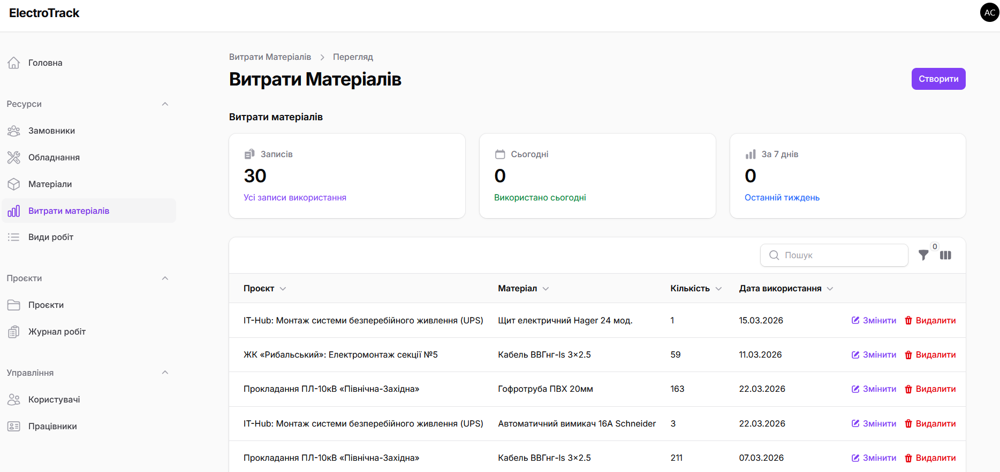 ElectroTrack
AC
Головна
Ресурси
Замовники
Обладнання
Матеріали
Витрати матеріалів
Види робіт
Проєкти
Проєкти
Журнал робіт
Управління
Користувачі
Працівники
Витрати Матеріалів > Перегляд
Витрати Матеріалів
Створити
Витрати матеріалів
Записів
30
Усі записи використання
Сьогодні
0
Використано сьогодні
За 7 днів
0
Останній тиждень
Пошук
0
Проєкт Матеріал Кількість Дата використання
IT-Hub: Монтаж системи безперебійного живлення (UPS) Щит електричний Hager 24 мод. 1 15.03.2026 Змінити Видалити
ЖК «Рибальський»: Електромонтаж секції №5 Кабель ВВГнг-ls 3×2.5 59 11.03.2026 Змінити Видалити
Прокладання ПЛ-10кВ «Північна-Західна» Гофротруба ПВХ 20мм 163 22.03.2026 Змінити Видалити
IT-Hub: Монтаж системи безперебійного живлення (UPS) Автоматичний вимикач 16А Schneider 3 22.03.2026 Змінити Видалити
Прокладання ПЛ-10кВ «Північна-Західна» Кабель ВВГнг-ls 3×2.5 211 07.03.2026 Змінити Видалити